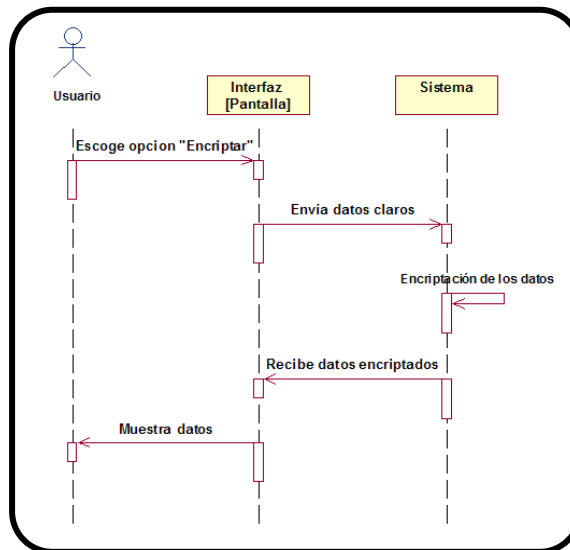 Usuario
Interfaz
[Pantalla]
Sistema
Escoge opcion "Encriptar"
Envía datos claros
Encriptación de los datos
Recibe datos encriptados
Muestra datos